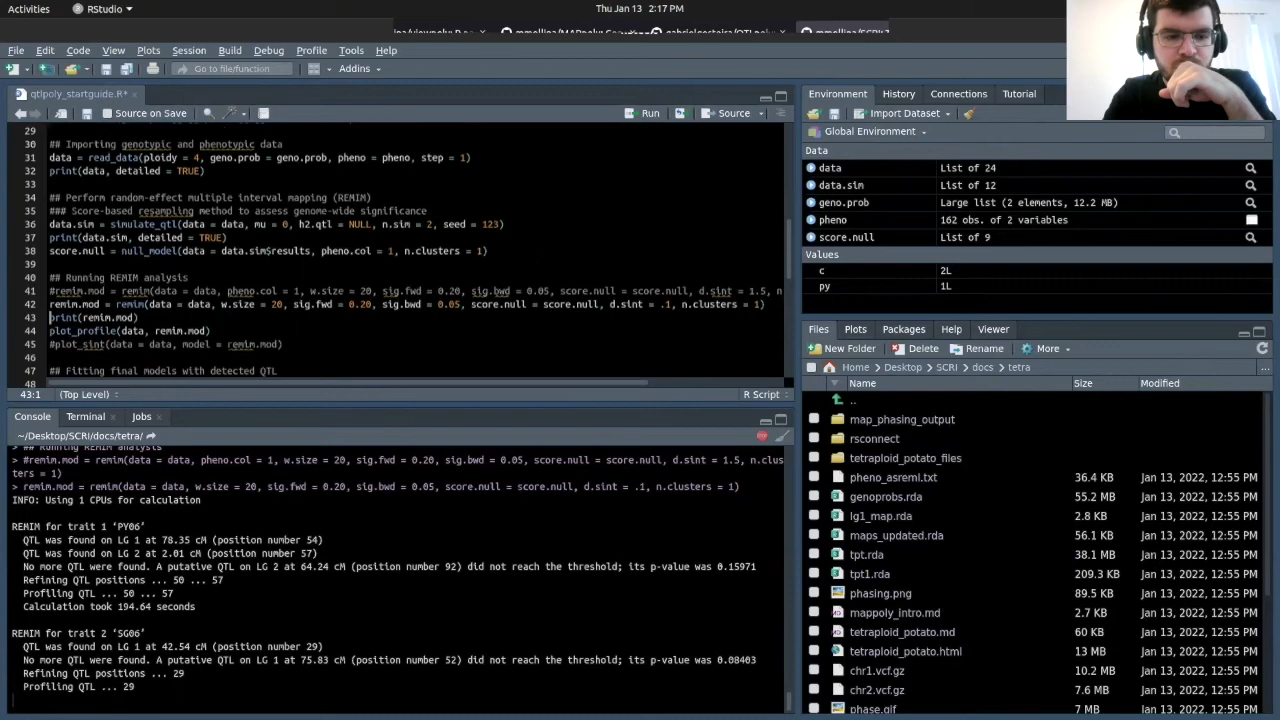 Activities RStudio Thu Jan 13 2:17 PM
File Edit Code View Plots Session Build Debug Profile Tools Help
Go to file/function Addins
qtlpoly_startguide.R*
Source on Save Run Source
29
30 ## Importing genotypic and phenotypic data
31 data = read_data(ploidy = 4, geno.prob = geno.prob, pheno = pheno, step = 1)
32 print(data, detailed = TRUE)
33
34 ## Perform random-effect multiple interval mapping (REMIM)
35 ### Score-based resampling method to assess genome-wide significance
36 data.sim = simulate_qtl(data = data, mu = 0, h2.qtl = NULL, n.sim = 2, seed = 123)
37 print(data.sim, detailed = TRUE)
38 score.null = null_model(data = data.sim$results, pheno.col = 1, n.clusters = 1)
39
40 ## Running REMIM analysis
41 #remim.mod = remim(data = data, pheno.col = 1, w.size = 20, sig.fwd = 0.20, sig.bwd = 0.05, score.null = score.null, d.sint = 1.5, n
42 remim.mod = remim(data = data, w.size = 20, sig.fwd = 0.20, sig.bwd = 0.05, score.null = score.null, d.sint = .1, n.clusters = 1)
43 print(remim.mod)
44 plot_profile(data, remim.mod)
45 #plot_sint(data = data, model = remim.mod)
46
47 ## Fitting final models with detected QTL
48
43:1 (Top Level) R Script
Console Terminal Jobs
~/Desktop/SCRI/docs/tetra/
> ## Running REMIM analysis
> #remim.mod = remim(data = data, pheno.col = 1, w.size = 20, sig.fwd = 0.20, sig.bwd = 0.05, score.null = score.null, d.sint = 1.5, n.clus
ters = 1)
> remim.mod = remim(data = data, w.size = 20, sig.fwd = 0.20, sig.bwd = 0.05, score.null = score.null, d.sint = .1, n.clusters = 1)
INFO: Using 1 CPUs for calculation
REMIM for trait 1 ‘PY06’
QTL was found on LG 1 at 78.35 cM (position number 54)
QTL was found on LG 2 at 2.01 cM (position number 57)
No more QTL were found. A putative QTL on LG 2 at 64.24 cM (position number 92) did not reach the threshold; its p-value was 0.15971
Refining QTL positions ... 50 ... 57
Profiling QTL ... 50 ... 57
Calculation took 194.64 seconds
REMIM for trait 2 ‘SG06’
QTL was found on LG 1 at 42.54 cM (position number 29)
No more QTL were found. A putative QTL on LG 1 at 75.83 cM (position number 52) did not reach the threshold; its p-value was 0.08403
Refining QTL positions ... 29
Profiling QTL ... 29
Environment History Connections Tutorial
Import Dataset
Global Environment
Data
data List of 24
data.sim List of 12
geno.prob Large list (2 elements, 12.2 MB)
pheno 162 obs. of 2 variables
score.null List of 9
Values
c 2L
py 1L
Files Plots Packages Help Viewer
New Folder Delete Rename More
Home Desktop SCRI docs tetra ...
Name Size Modified
..
map_phasing_output
rsconnect
tetraploid_potato_files
pheno_asreml.txt 36.4 KB Jan 13, 2022, 12:55 PM
genoprobs.rda 55.2 MB Jan 13, 2022, 12:55 PM
lg1_map.rda 2.8 KB Jan 13, 2022, 12:55 PM
maps_updated.rda 56.1 KB Jan 13, 2022, 12:55 PM
tpt.rda 38.1 MB Jan 13, 2022, 12:55 PM
tpt1.rda 209.3 KB Jan 13, 2022, 12:55 PM
phasing.png 89.5 KB Jan 13, 2022, 12:55 PM
mappoly_intro.md 2.7 KB Jan 13, 2022, 12:55 PM
tetraploid_potato.md 60 KB Jan 13, 2022, 12:55 PM
tetraploid_potato.html 13 MB Jan 13, 2022, 12:55 PM
chr1.vcf.gz 10.2 MB Jan 13, 2022, 12:55 PM
chr2.vcf.gz 7.6 MB Jan 13, 2022, 12:55 PM
phase.gif 7 MB Jan 13, 2022, 12:55 PM